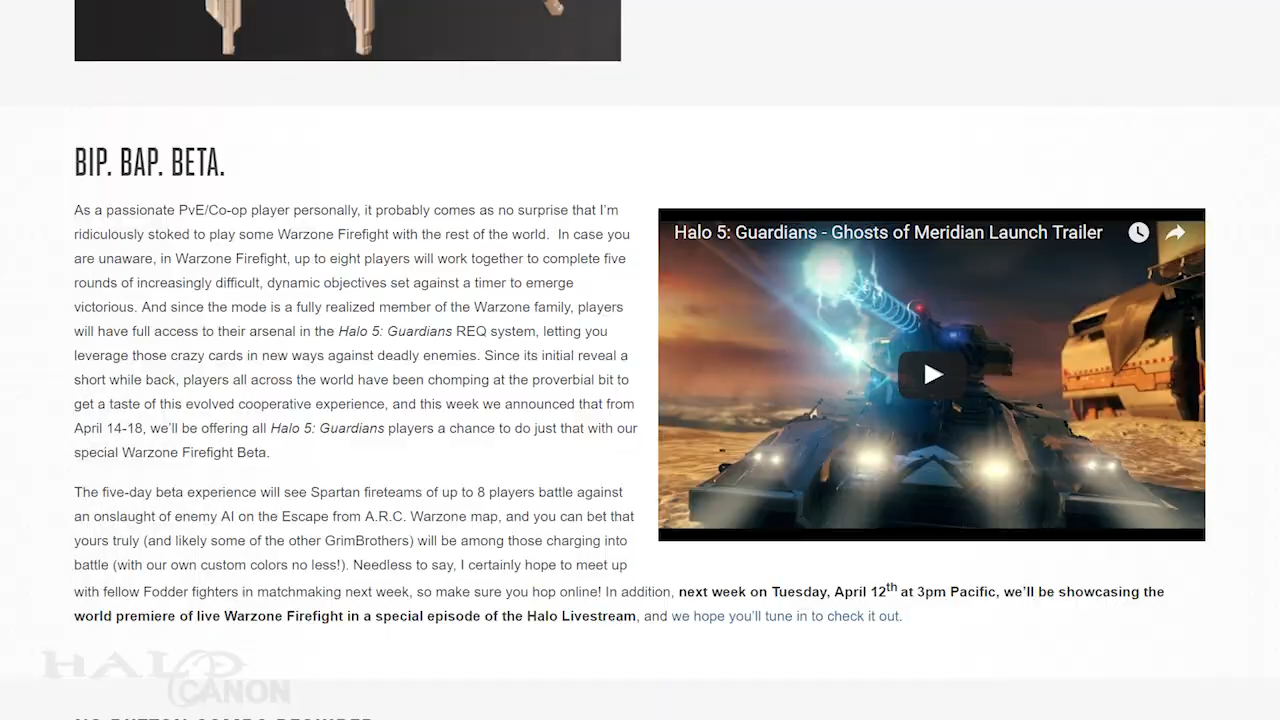 BIP. BAP. BETA.
As a passionate PvE/Co-op player personally, it probably comes as no surprise that I'm
ridiculously stoked to play some Warzone Firefight with the rest of the world. In case you
are unaware, in Warzone Firefight, up to eight players will work together to complete five
rounds of increasingly difficult, dynamic objectives set against a timer to emerge
victorious. And since the mode is a fully realized member of the Warzone family, players
will have full access to their arsenal in the Halo 5: Guardians REQ system, letting you
leverage those crazy cards in new ways against deadly enemies. Since its initial reveal a
short while back, players all across the world have been chomping at the proverbial bit to
get a taste of this evolved cooperative experience, and this week we announced that from
April 14-18, we'll be offering all Halo 5: Guardians players a chance to do just that with our
special Warzone Firefight Beta.
Halo 5: Guardians - Ghosts of Meridian Launch Trailer
The five-day beta experience will see Spartan fireteams of up to 8 players battle against
an onslaught of enemy AI on the Escape from A.R.C. Warzone map, and you can bet that
yours truly (and likely some of the other GrimBrothers) will be among those charging into
battle (with our own custom colors no less!). Needless to say, I certainly hope to meet up
with fellow Fodder fighters in matchmaking next week, so make sure you hop online! In addition, next week on Tuesday, April 12th at 3pm Pacific, we'll be showcasing the
world premiere of live Warzone Firefight in a special episode of the Halo Livestream, and we hope you'll tune in to check it out.
HALO
CANON